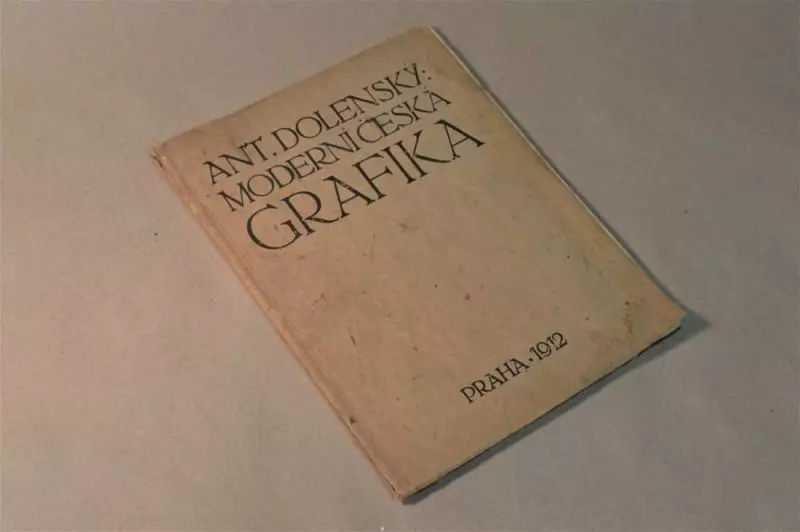 ANT. DOLENSKÝ:
MODERNÍ ČESKÁ
GRAFIKA
PRAHA · 1912